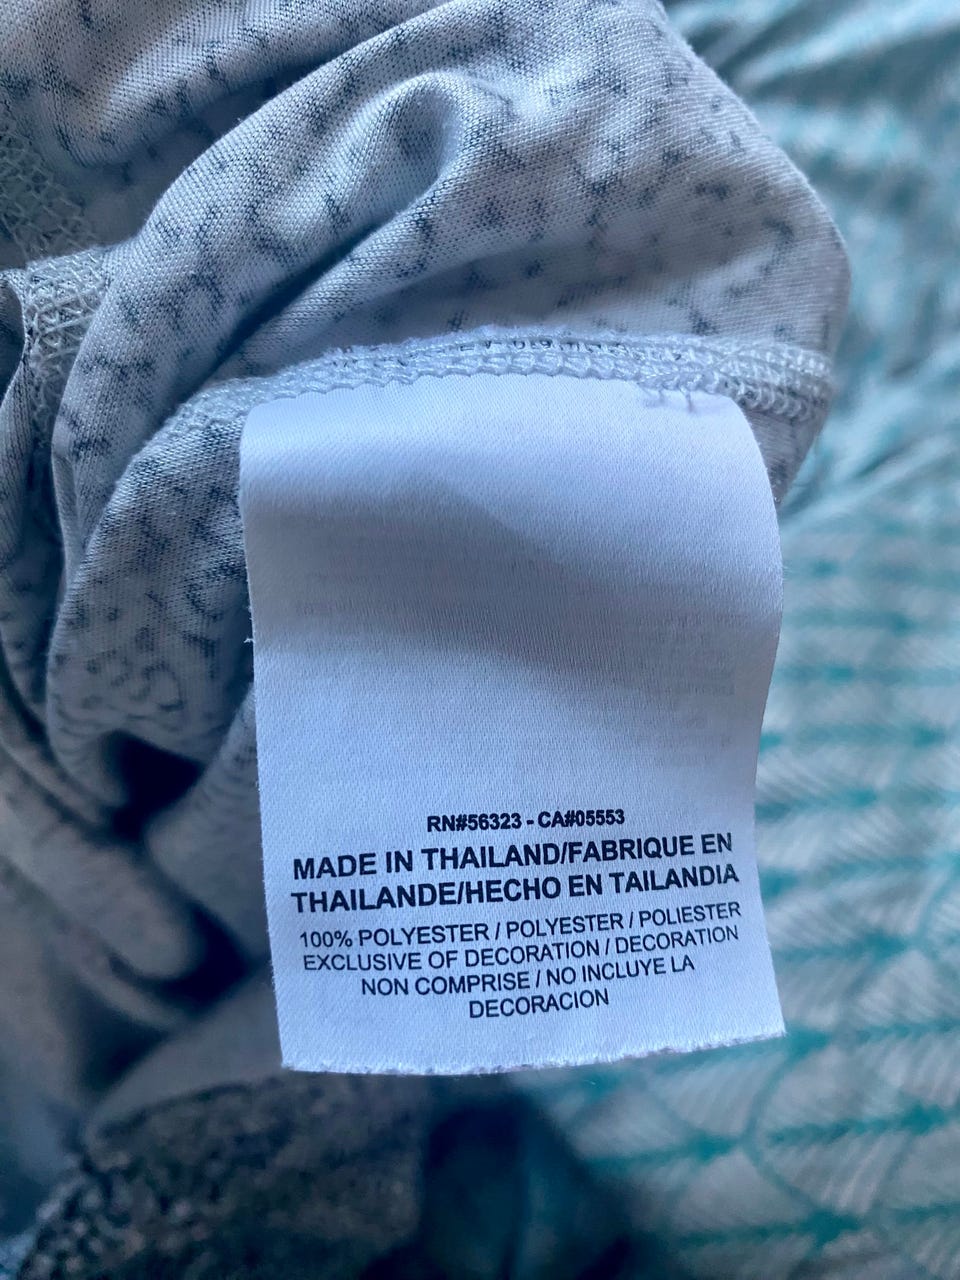 RN#56323 - CA#05553
MADE IN THAILAND/FABRIQUE EN
THAILANDE/HECHO EN TAILANDIA
100% POLYESTER / POLYESTER / POLIESTER
EXCLUSIVE OF DECORATION / DECORATION
NON COMPRISE / NO INCLUYE LA
DECORACION